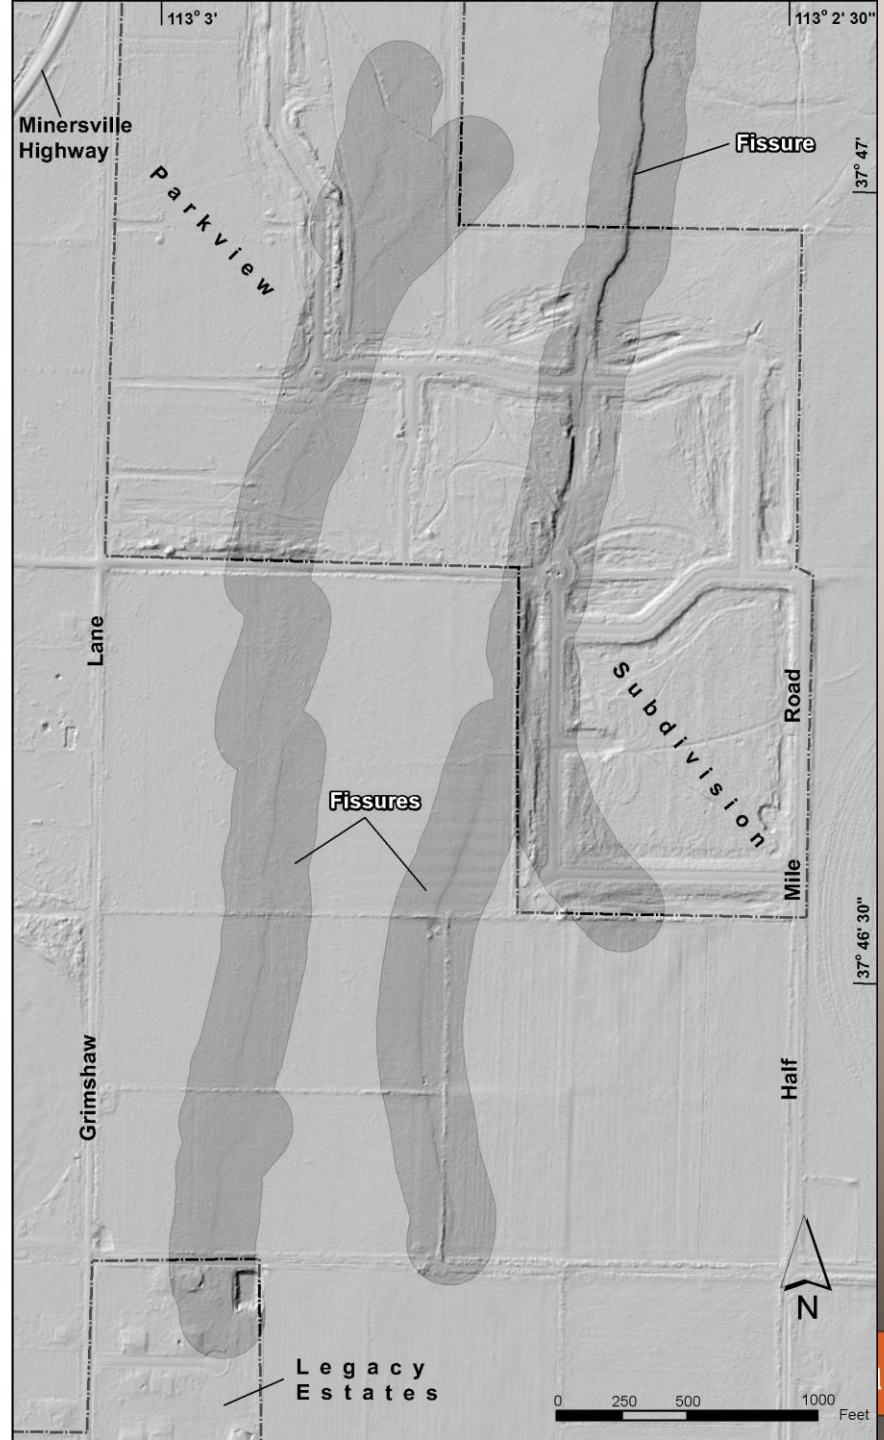 113° 3'
113° 2' 30"
Minersville
Highway
Fissure
37° 47'
Parkview
Lane
Subdivision
Road
Fissures
Mile
37° 46' 30"
Grimshaw
Half
N
Legacy
Estates
0 250 500 1000
Feet